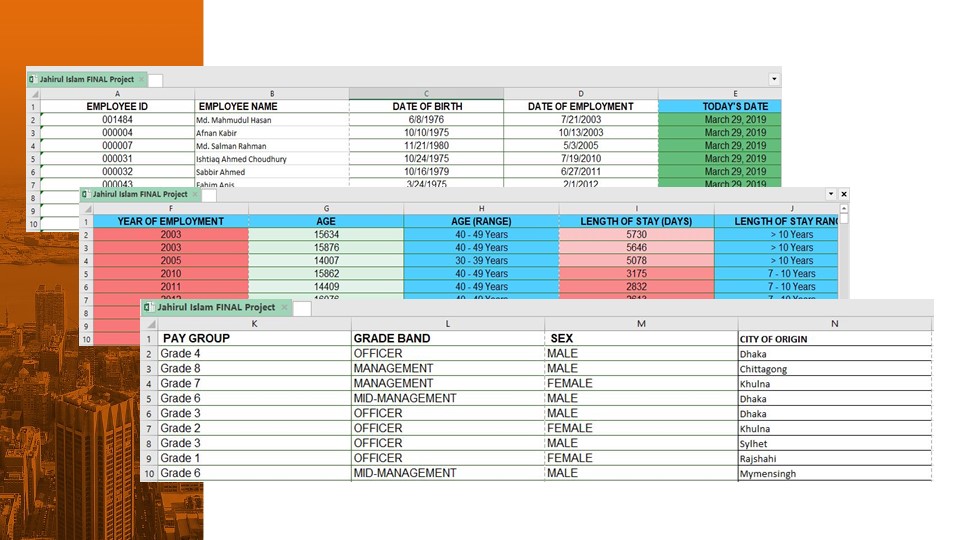 Jahirul Islam FINAL Project
A B C D E
1 EMPLOYEE ID EMPLOYEE NAME DATE OF BIRTH DATE OF EMPLOYMENT TODAY'S DATE
2 001484 Md. Mahmudul Hasan 6/8/1976 7/21/2003 March 29, 2019
3 000004 Afnan Kabir 10/10/1975 10/13/2003 March 29, 2019
4 000007 Md. Salman Rahman 11/21/1980 5/3/2005 March 29, 2019
5 000031 Ishtiaq Ahmed Choudhury 10/24/1975 7/19/2010 March 29, 2019
6 000032 Sabbir Ahmed 10/16/1979 6/27/2011 March 29, 2019
7 000043 Fahim Anis 3/24/1975 2/1/2012 March 29, 2019
8
9
10
Jahirul Islam FINAL Project
F G H I J
1 YEAR OF EMPLOYMENT AGE AGE (RANGE) LENGTH OF STAY (DAYS) LENGTH OF STAY RANG
2 2003 15634 40 - 49 Years 5730 > 10 Years
3 2003 15876 40 - 49 Years 5646 > 10 Years
4 2005 14007 30 - 39 Years 5078 > 10 Years
5 2010 15862 40 - 49 Years 3175 7 - 10 Years
6 2011 14409 40 - 49 Years 2832 7 - 10 Years
7 2012 16076 40 - 49 Years 2613 7 - 10 Years
8
9
10
Jahirul Islam FINAL Project
K L M N
1 PAY GROUP GRADE BAND SEX CITY OF ORIGIN
2 Grade 4 OFFICER MALE Dhaka
3 Grade 8 MANAGEMENT MALE Chittagong
4 Grade 7 MANAGEMENT FEMALE Khulna
5 Grade 6 MID-MANAGEMENT MALE Dhaka
6 Grade 3 OFFICER MALE Dhaka
7 Grade 2 OFFICER FEMALE Khulna
8 Grade 3 OFFICER MALE Sylhet
9 Grade 1 OFFICER FEMALE Rajshahi
10 Grade 6 MID-MANAGEMENT MALE Mymensingh